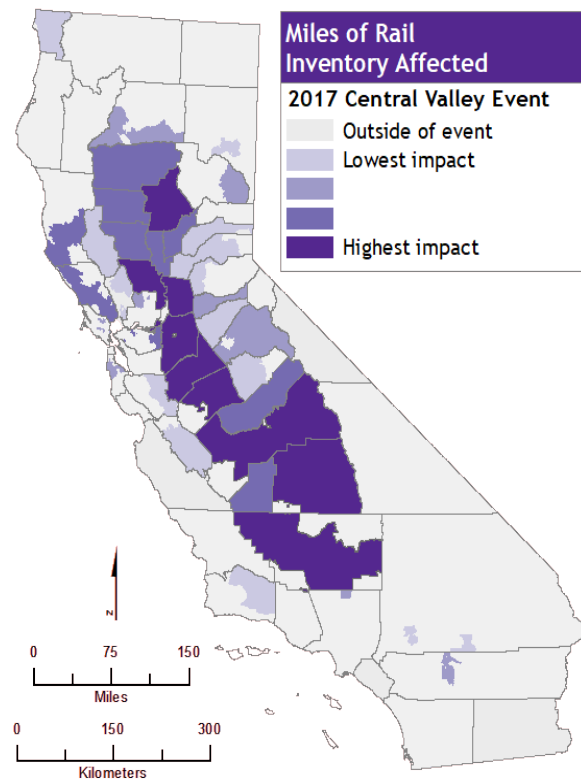 Miles of Rail
Inventory Affected
2017 Central Valley Event
Outside of event
Lowest impact
Highest impact
N
0 75 150
Miles
0 150 300
Kilometers